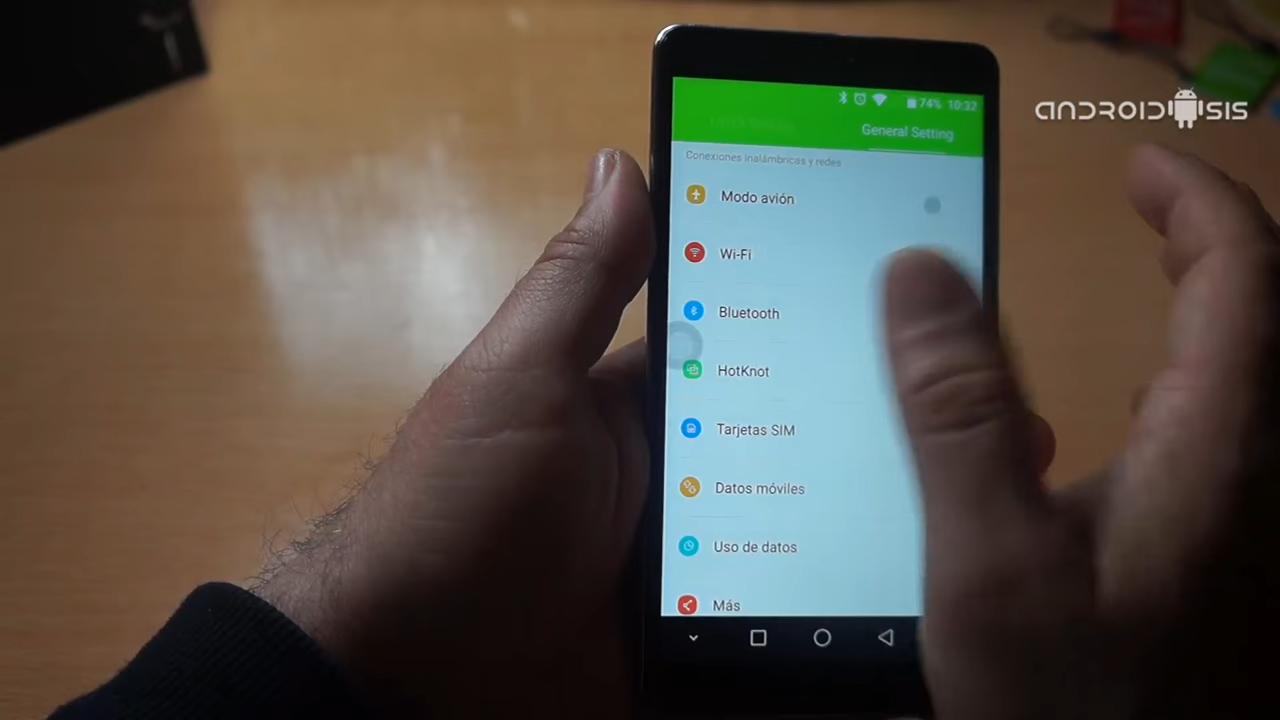 74% 10:32
ANDROIDSIS
General Setting
Conexiones inalámbricas y redes
Modo avión
Wi-Fi
Bluetooth
HotKnot
Tarjetas SIM
Datos móviles
Uso de datos
Más